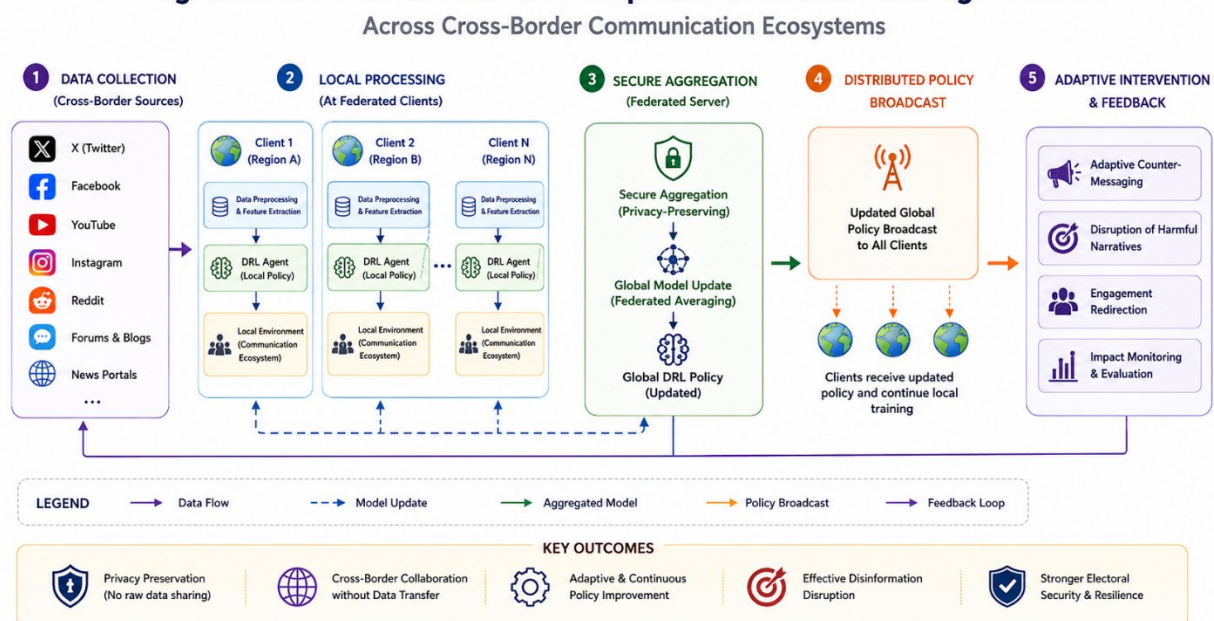 Across Cross-Border Communication Ecosystems
1 DATA COLLECTION
(Cross-Border Sources)
X (Twitter)
Facebook
YouTube
Instagram
Reddit
Forums & Blogs
News Portals
...
2 LOCAL PROCESSING
(At Federated Clients)
Client 1
(Region A)
Data Preprocessing
& Feature Extraction
DRL Agent
(Local Policy)
Local Environment
(Communication
Ecosystem)
Client 2
(Region B)
Data Preprocessing
& Feature Extraction
DRL Agent
(Local Policy)
Local Environment
(Communication
Ecosystem)
...
Client N
(Region N)
Data Preprocessing
& Feature Extraction
DRL Agent
(Local Policy)
Local Environment
(Communication
Ecosystem)
3 SECURE AGGREGATION
(Federated Server)
Secure Aggregation
(Privacy-Preserving)
Global Model Update
(Federated Averaging)
Global DRL Policy
(Updated)
4 DISTRIBUTED POLICY
BROADCAST
Updated Global
Policy Broadcast
to All Clients
Clients receive updated
policy and continue local
training
5 ADAPTIVE INTERVENTION
& FEEDBACK
Adaptive Counter-
Messaging
Disruption of Harmful
Narratives
Engagement
Redirection
Impact Monitoring
& Evaluation
LEGEND
Data Flow
Model Update
Aggregated Model
Policy Broadcast
Feedback Loop
KEY OUTCOMES
Privacy Preservation
(No raw data sharing)
Cross-Border Collaboration
without Data Transfer
Adaptive & Continuous
Policy Improvement
Effective Disinformation
Disruption
Stronger Electoral
Security & Resilience